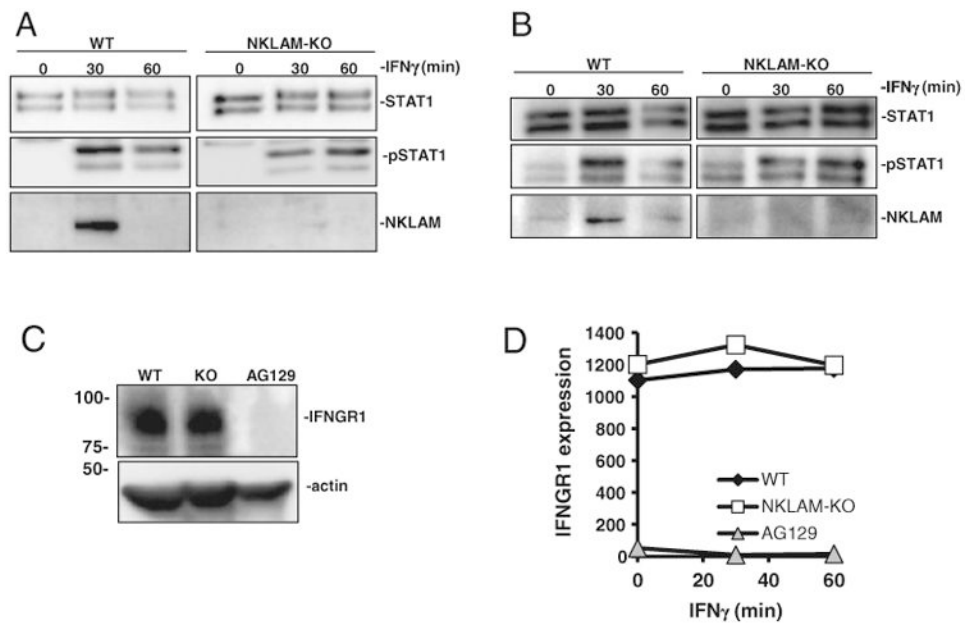 A
WT NKLAM-KO
0 30 60 0 30 60 -IFNγ (min)
-STAT1
-pSTAT1
-NKLAM
B
WT NKLAM-KO
0 30 60 0 30 60 -IFNγ (min)
-STAT1
-pSTAT1
-NKLAM
C
WT KO AG129
100-
-IFNGR1
75-
50-
-actin
D
IFNGR1 expression
1400
1200
1000
800
600
400
200
0
WT
NKLAM-KO
AG129
0 20 40 60
IFNγ (min)